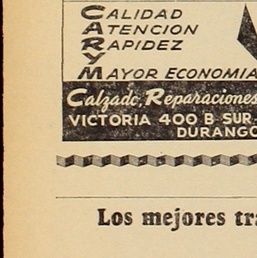 CALIDAD
ATENCION
RAPIDEZ
Y
MAYOR ECONOMIA
Calzado, Reparaciones
VICTORIA 400 B SUR
DURANGO
Los mejores